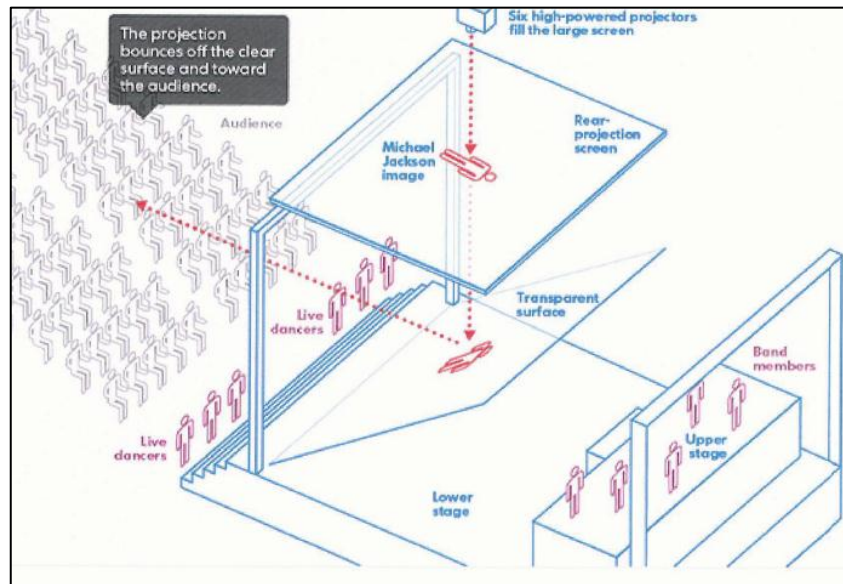 Six high-powered projectors
fill the large screen
The projection
bounces off the clear
surface and toward
the audience.
Audience
Michael
Jackson
image
Rear-
projection
screen
Transparent
surface
Live
dancers
Band
members
Live
dancers
Upper
stage
Lower
stage